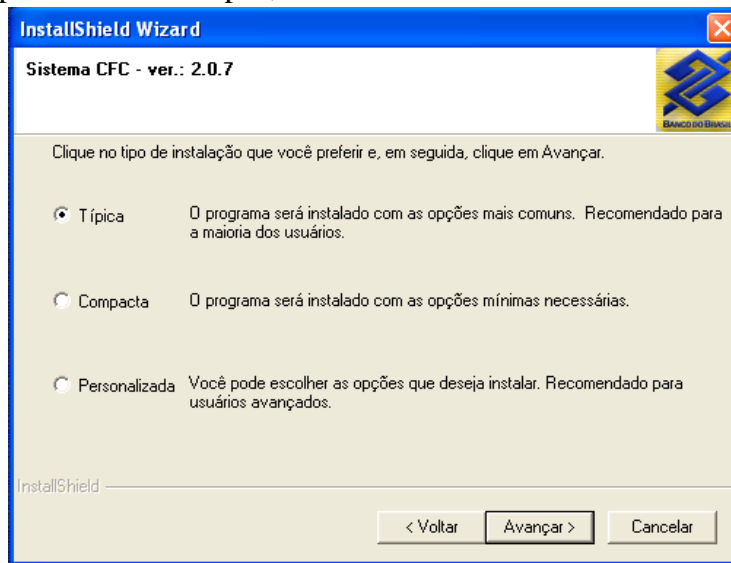 InstallShield Wizard
Sistema CFC - ver.: 2.0.7
BANCO DO BRASIL
Clique no tipo de instalação que você preferir e, em seguida, clique em Avançar.
Típica
O programa será instalado com as opções mais comuns. Recomendado para
a maioria dos usuários.
Compacta
O programa será instalado com as opções mínimas necessárias.
Personalizada
Você pode escolher as opções que deseja instalar. Recomendado para
usuários avançados.
InstallShield
< Voltar
Avançar >
Cancelar